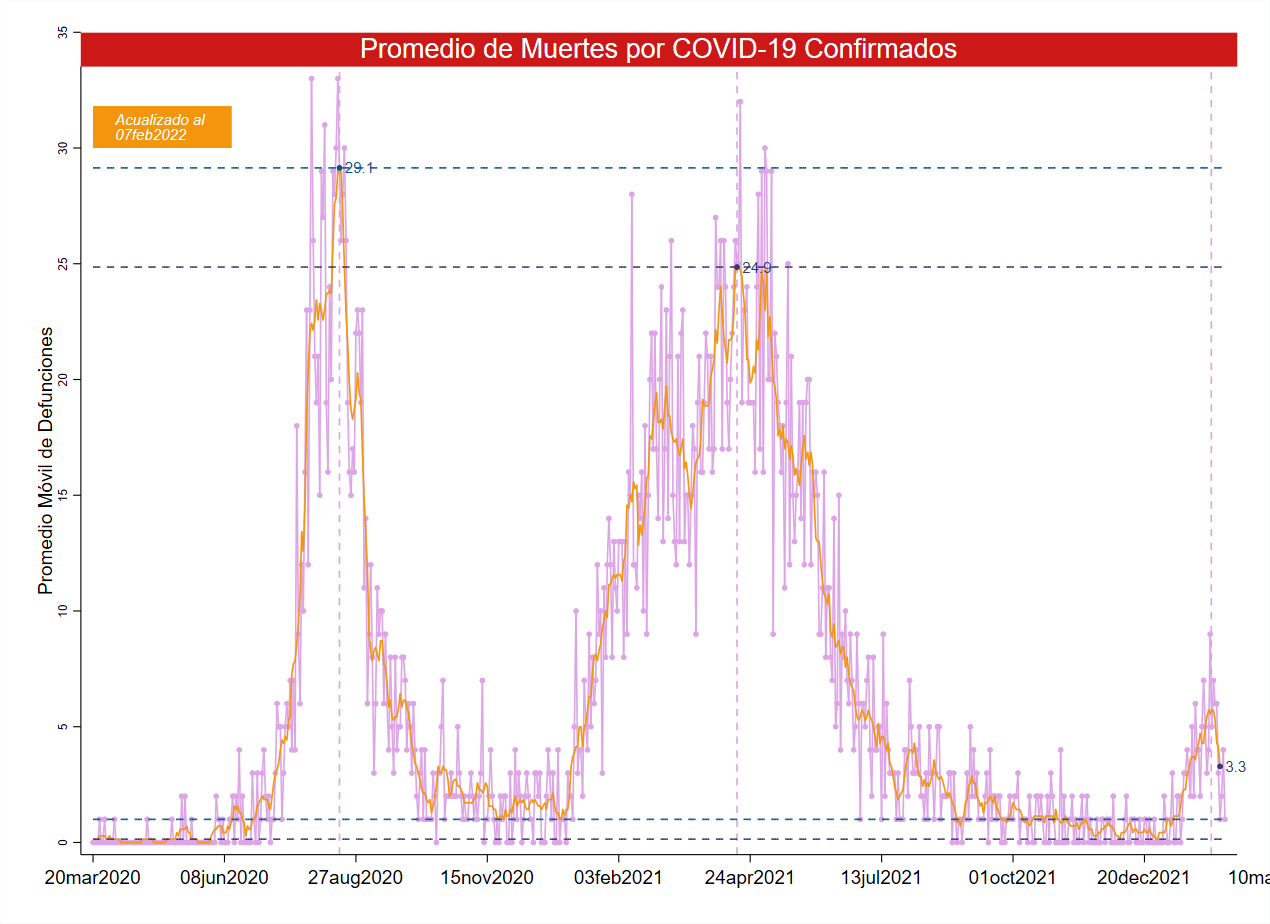 Promedio de Muertes por COVID-19 Confirmados
Acualizado al
07feb2022
Promedio Móvil de Defunciones
35
30
25
20
15
10
5
0
29.1
24.9
3.3
20mar2020 08jun2020 27aug2020 15nov2020 03feb2021 24apr2021 13jul2021 01oct2021 20dec2021 10ma